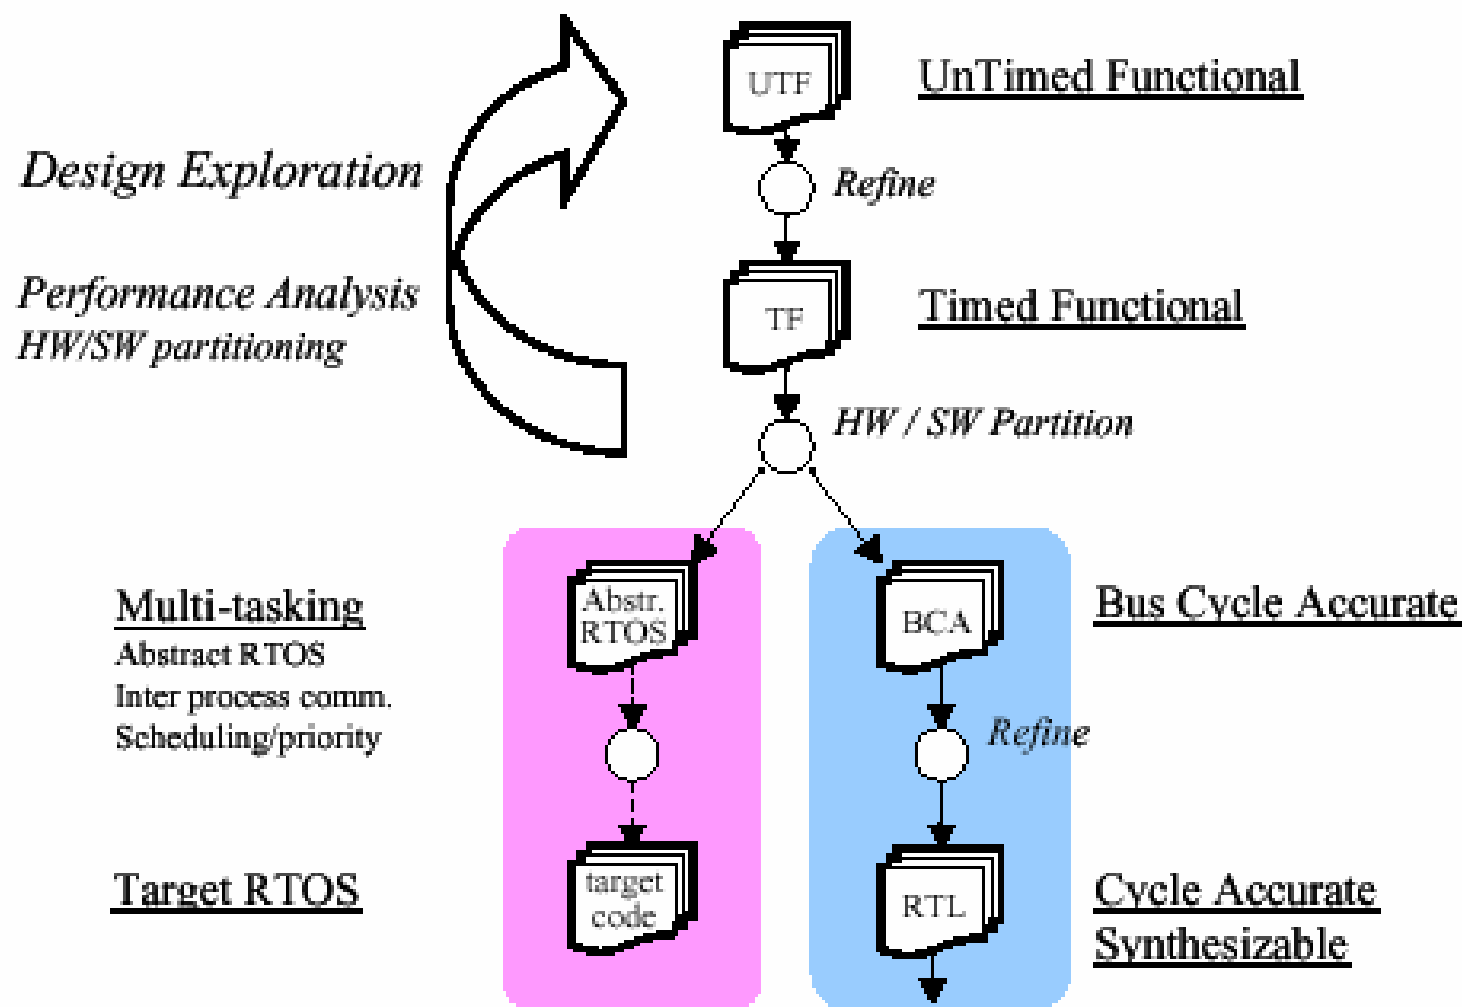 UTF
UnTimed Functional
Design Exploration
Refine
Performance Analysis
HW/SW partitioning
TF
Timed Functional
HW / SW Partition
Multi-tasking
Abstract RTOS
Inter process comm.
Scheduling/priority
Abstr.
RTOS
BCA
Bus Cycle Accurate
Refine
Target RTOS
target
code
RTL
Cycle Accurate
Synthesizable